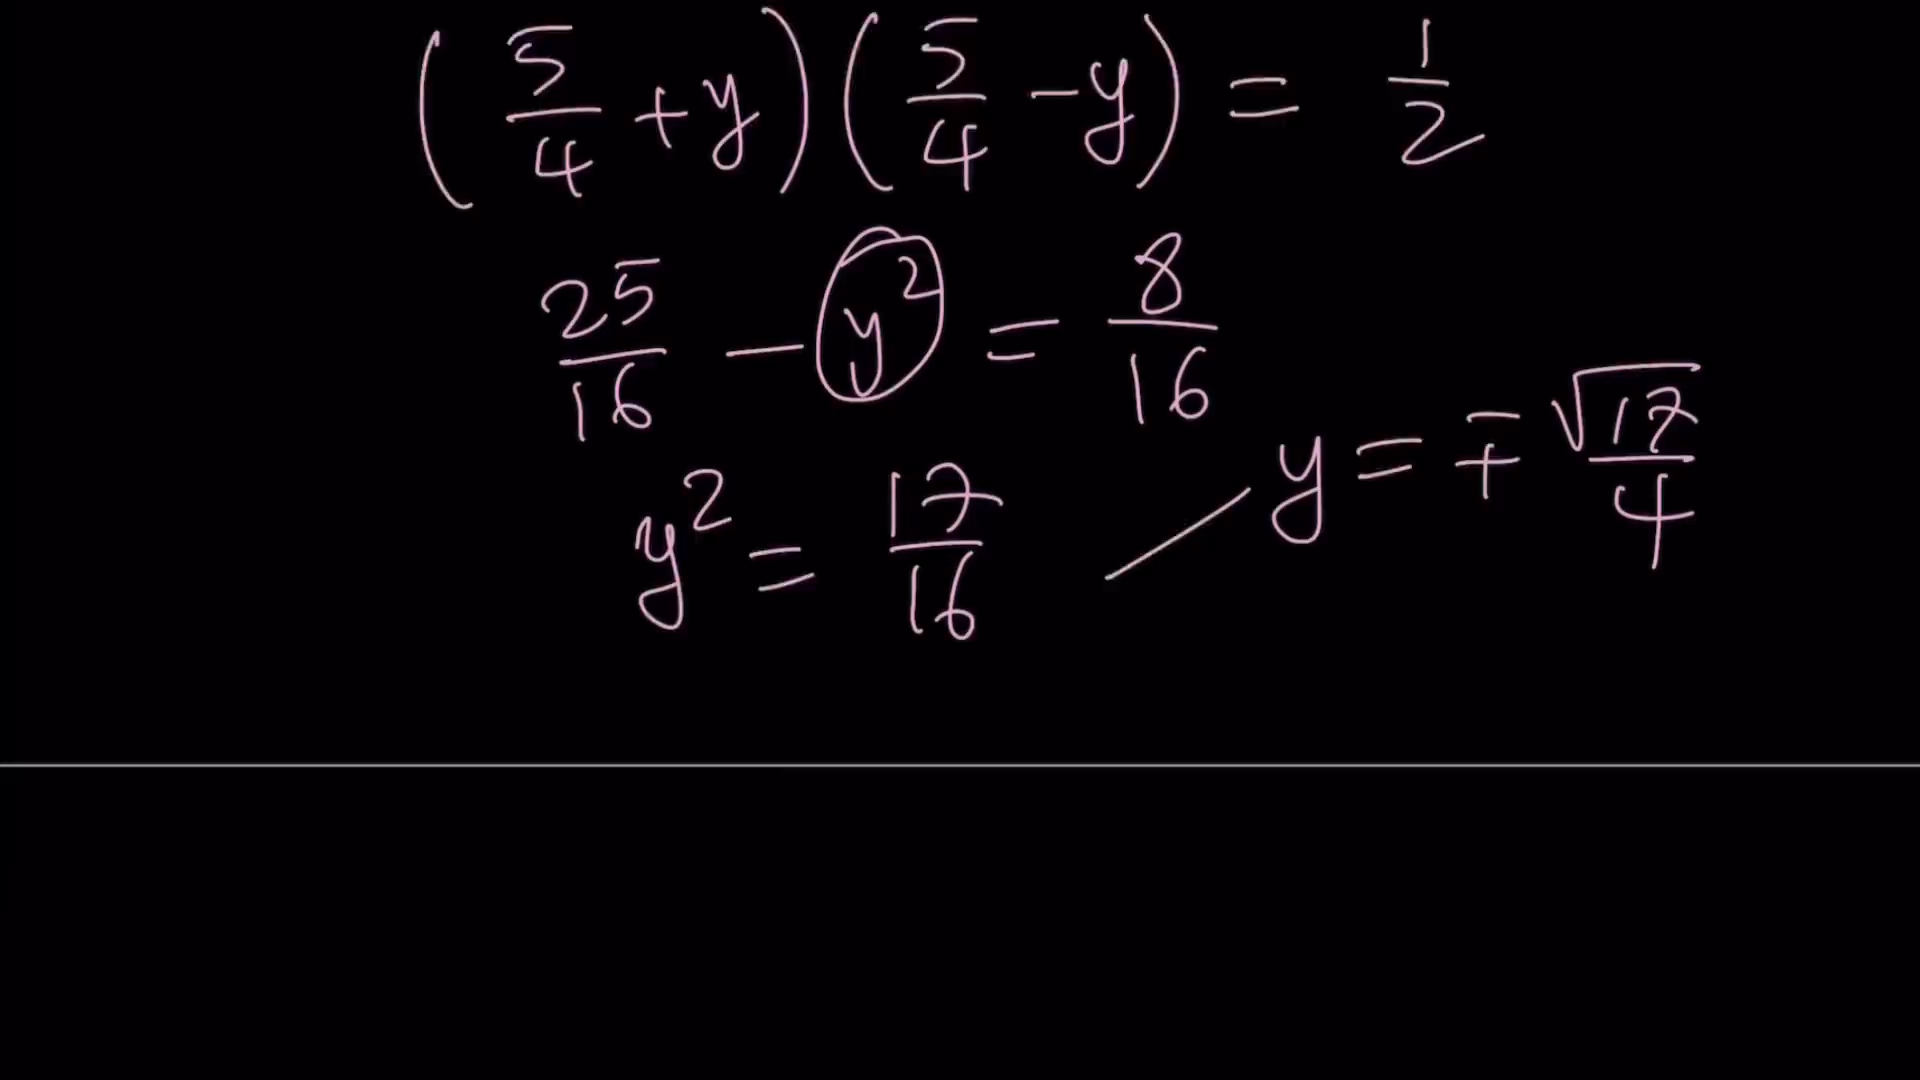 (5/4 + y)(5/4 - y) = 1/2
25/16 - y² = 8/16
y² = 17/16
y = ∓ √17/4